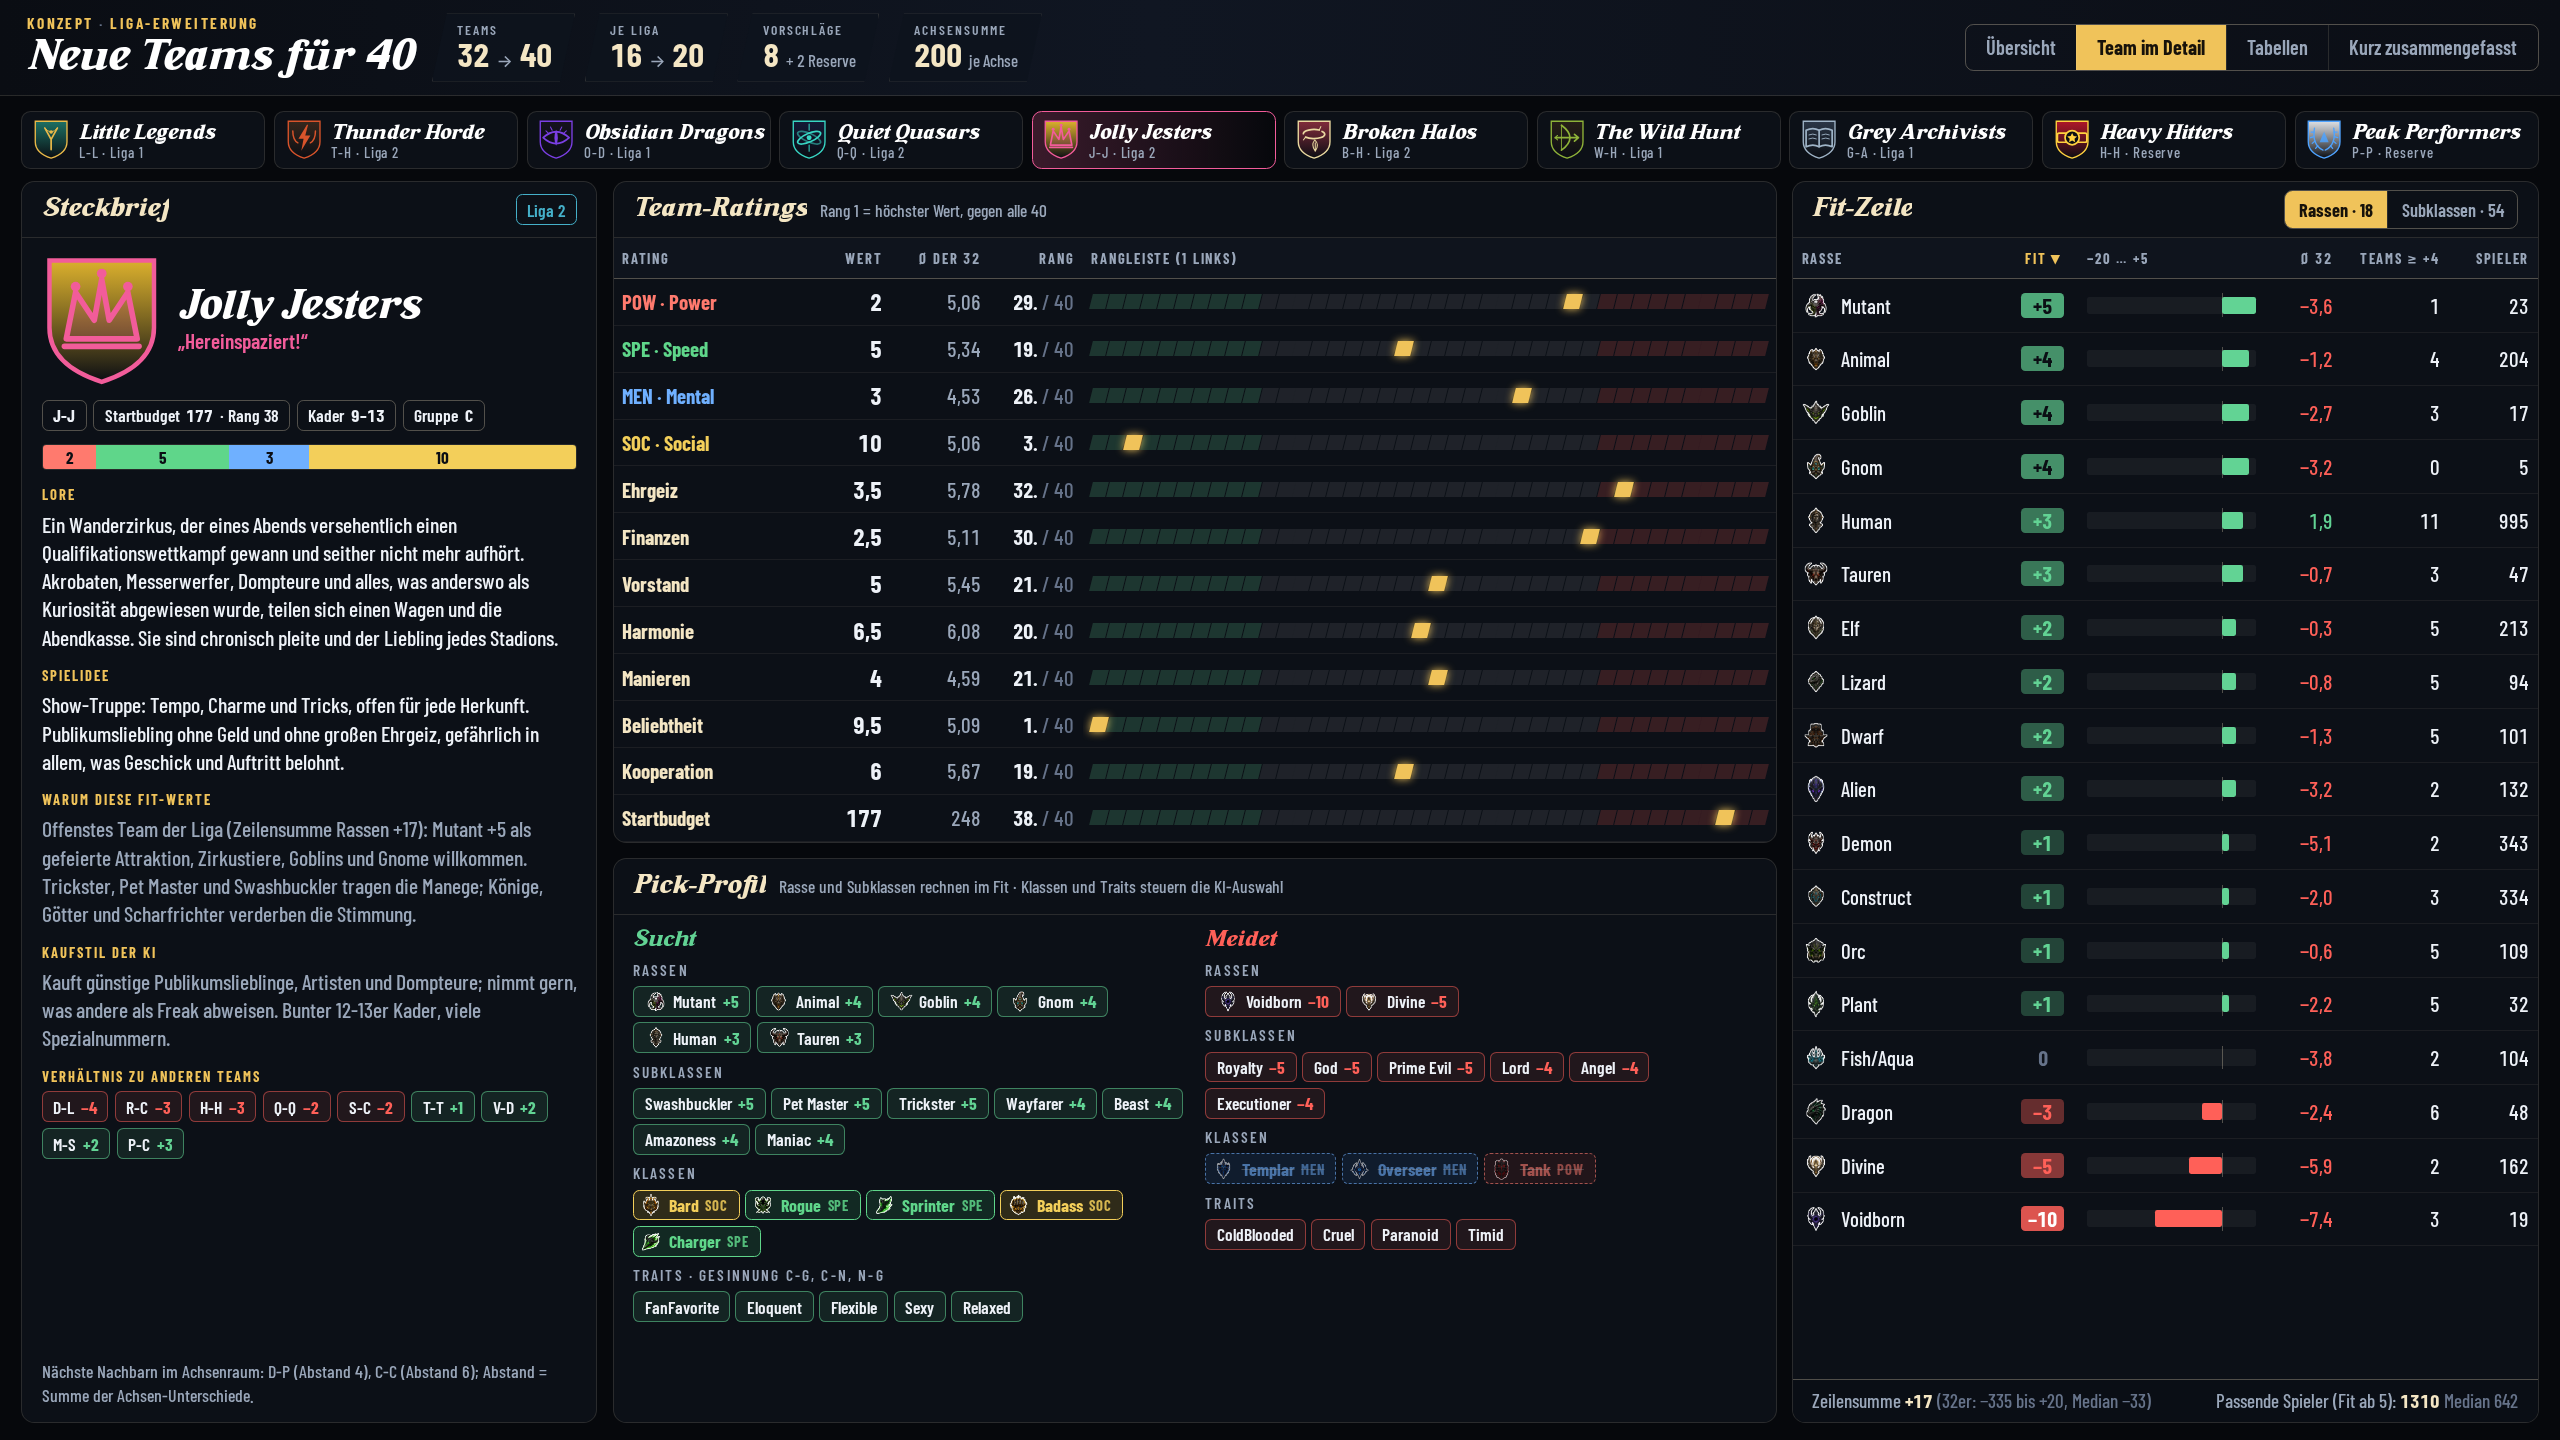 KONZEPT · LIGA-ERWEITERUNG
Neue Teams für 40
TEAMS
32 → 40
JE LIGA
16 → 20
VORSCHLÄGE
8 + 2 Reserve
ACHSENSUMME
200 je Achse
Übersicht
Team im Detail
Tabellen
Kurz zusammengefasst
Little Legends
L-L · Liga 1
Thunder Horde
T-H · Liga 2
Obsidian Dragons
O-D · Liga 1
Quiet Quasars
Q-Q · Liga 2
Jolly Jesters
J-J · Liga 2
Broken Halos
B-H · Liga 2
The Wild Hunt
W-H · Liga 1
Grey Archivists
G-A · Liga 1
Heavy Hitters
H-H · Reserve
Peak Performers
P-P · Reserve
Steckbrief
Liga 2
Jolly Jesters
„Hereinspaziert!“
J-J
Startbudget 177 · Rang 38
Kader 9–13
Gruppe C
2 5 3 10
LORE
Ein Wanderzirkus, der eines Abends versehentlich einen
Qualifikationswettkampf gewann und seither nicht mehr aufhört.
Akrobaten, Messerwerfer, Dompteure und alles, was anderswo als
Kuriosität abgewiesen wurde, teilen sich einen Wagen und die
Abendkasse. Sie sind chronisch pleite und der Liebling jedes Stadions.
SPIELIDEE
Show-Truppe: Tempo, Charme und Tricks, offen für jede Herkunft.
Publikumsliebling ohne Geld und ohne großen Ehrgeiz, gefährlich in
allem, was Geschick und Auftritt belohnt.
WARUM DIESE FIT-WERTE
Offenstes Team der Liga (Zeilensumme Rassen +17): Mutant +5 als
gefeierte Attraktion, Zirkustiere, Goblins und Gnome willkommen.
Trickster, Pet Master und Swashbuckler tragen die Manege; Könige,
Götter und Scharfrichter verderben die Stimmung.
KAUFSTIL DER KI
Kauft günstige Publikumslieblinge, Artisten und Dompteure; nimmt gern,
was andere als Freak abweisen. Bunter 12-13er Kader, viele
Spezialnummern.
VERHÄLTNIS ZU ANDEREN TEAMS
D-L −4 R-C −3 H-H −3 Q-Q −2 S-C −2 T-T +1 V-D +2
M-S +2 P-C +3
Nächste Nachbarn im Achsenraum: D-P (Abstand 4), C-C (Abstand 6); Abstand =
Summe der Achsen-Unterschiede.
Team-Ratings Rang 1 = höchster Wert, gegen alle 40
RATING WERT Ø DER 32 RANG RANGLEISTE (1 LINKS)
POW · Power 2 5,06 29. / 40
SPE · Speed 5 5,34 19. / 40
MEN · Mental 3 4,53 26. / 40
SOC · Social 10 5,06 3. / 40
Ehrgeiz 3,5 5,78 32. / 40
Finanzen 2,5 5,11 30. / 40
Vorstand 5 5,45 21. / 40
Harmonie 6,5 6,08 20. / 40
Manieren 4 4,59 21. / 40
Beliebtheit 9,5 5,09 1. / 40
Kooperation 6 5,67 19. / 40
Startbudget 177 248 38. / 40
Pick-Profil Rasse und Subklassen rechnen im Fit · Klassen und Traits steuern die KI-Auswahl
Sucht
RASSEN
Mutant +5 Animal +4 Goblin +4 Gnom +4
Human +3 Tauren +3
SUBKLASSEN
Swashbuckler +5 Pet Master +5 Trickster +5 Wayfarer +4 Beast +4
Amazoness +4 Maniac +4
KLASSEN
Bard SOC Rogue SPE Sprinter SPE Badass SOC
Charger SPE
TRAITS · GESINNUNG C-G, C-N, N-G
FanFavorite Eloquent Flexible Sexy Relaxed
Meidet
RASSEN
Voidborn −10 Divine −5
SUBKLASSEN
Royalty −5 God −5 Prime Evil −5 Lord −4 Angel −4
Executioner −4
KLASSEN
Templar MEN Overseer MEN Tank POW
TRAITS
ColdBlooded Cruel Paranoid Timid
Fit-Zeile
Rassen · 18
Subklassen · 54
RASSE FIT ▼ −20 … +5 Ø 32 TEAMS ≥ +4 SPIELER
Mutant +5 −3,6 1 23
Animal +4 −1,2 4 204
Goblin +4 −2,7 3 17
Gnom +4 −3,2 0 5
Human +3 1,9 11 995
Tauren +3 −0,7 3 47
Elf +2 −0,3 5 213
Lizard +2 −0,8 5 94
Dwarf +2 −1,3 5 101
Alien +2 −3,2 2 132
Demon +1 −5,1 2 343
Construct +1 −2,0 3 334
Orc +1 −0,6 5 109
Plant +1 −2,2 5 32
Fish/Aqua 0 −3,8 2 104
Dragon −3 −2,4 6 48
Divine −5 −5,9 2 162
Voidborn −10 −7,4 3 19
Zeilensumme +17 (32er: −335 bis +20, Median −33)
Passende Spieler (Fit ab 5): 1310 Median 642